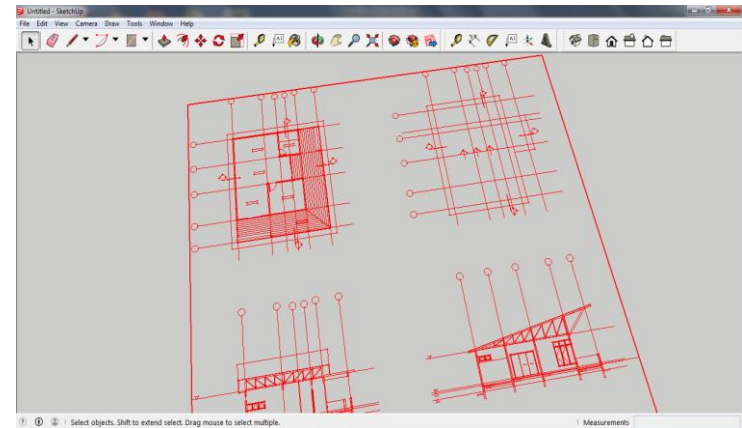 Untitled - SketchUp
File Edit View Camera Draw Tools Window Help
Select objects. Shift to extend select. Drag mouse to select multiple.
Measurements